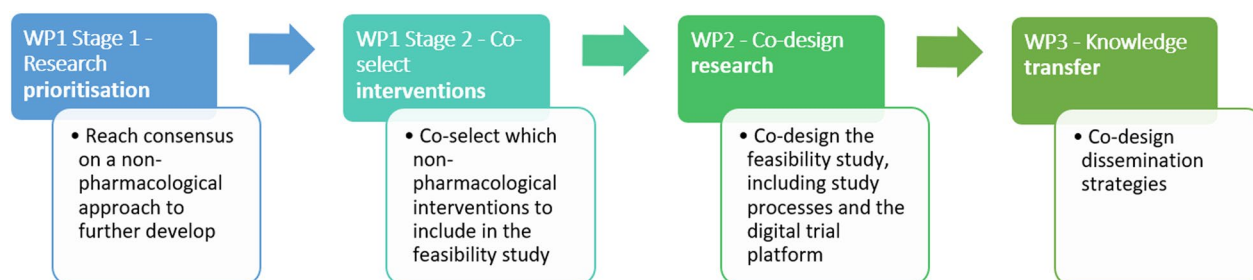 WP1 Stage 1 -
Research
prioritisation
• Reach consensus
on a non-
pharmacological
approach to
further develop
WP1 Stage 2 - Co-
select
interventions
• Co-select which
non-
pharmacological
interventions to
include in the
feasibility study
WP2 - Co-design
research
• Co-design the
feasibility study,
including study
processes and the
digital trial
platform
WP3 - Knowledge
transfer
• Co-design
dissemination
strategies